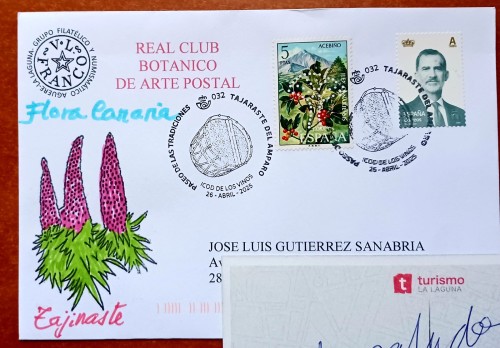 AGUERE-LA LAGUNA. GRUPO FILATÉLICO Y NUMISMÁTICO
V. L.
FRANCO
REAL CLUB
BOTANICO
DE ARTE POSTAL
Flora Canaria
5
PTAS
ACEBIÑO
ESPAÑA
A
ESPAÑA
032 TAJARASTE DEL AMPARO
PASEO DE LAS TRADICIONES
ICOD DE LOS VINOS
26 - ABRIL - 2025
032 TAJARASTE DEL
ICOD DE LOS VINOS
26 - ABRIL - 2025
JOSE LUIS GUTIERREZ SANABRIA
28
Tajinaste
turismo
LA LAGUNA